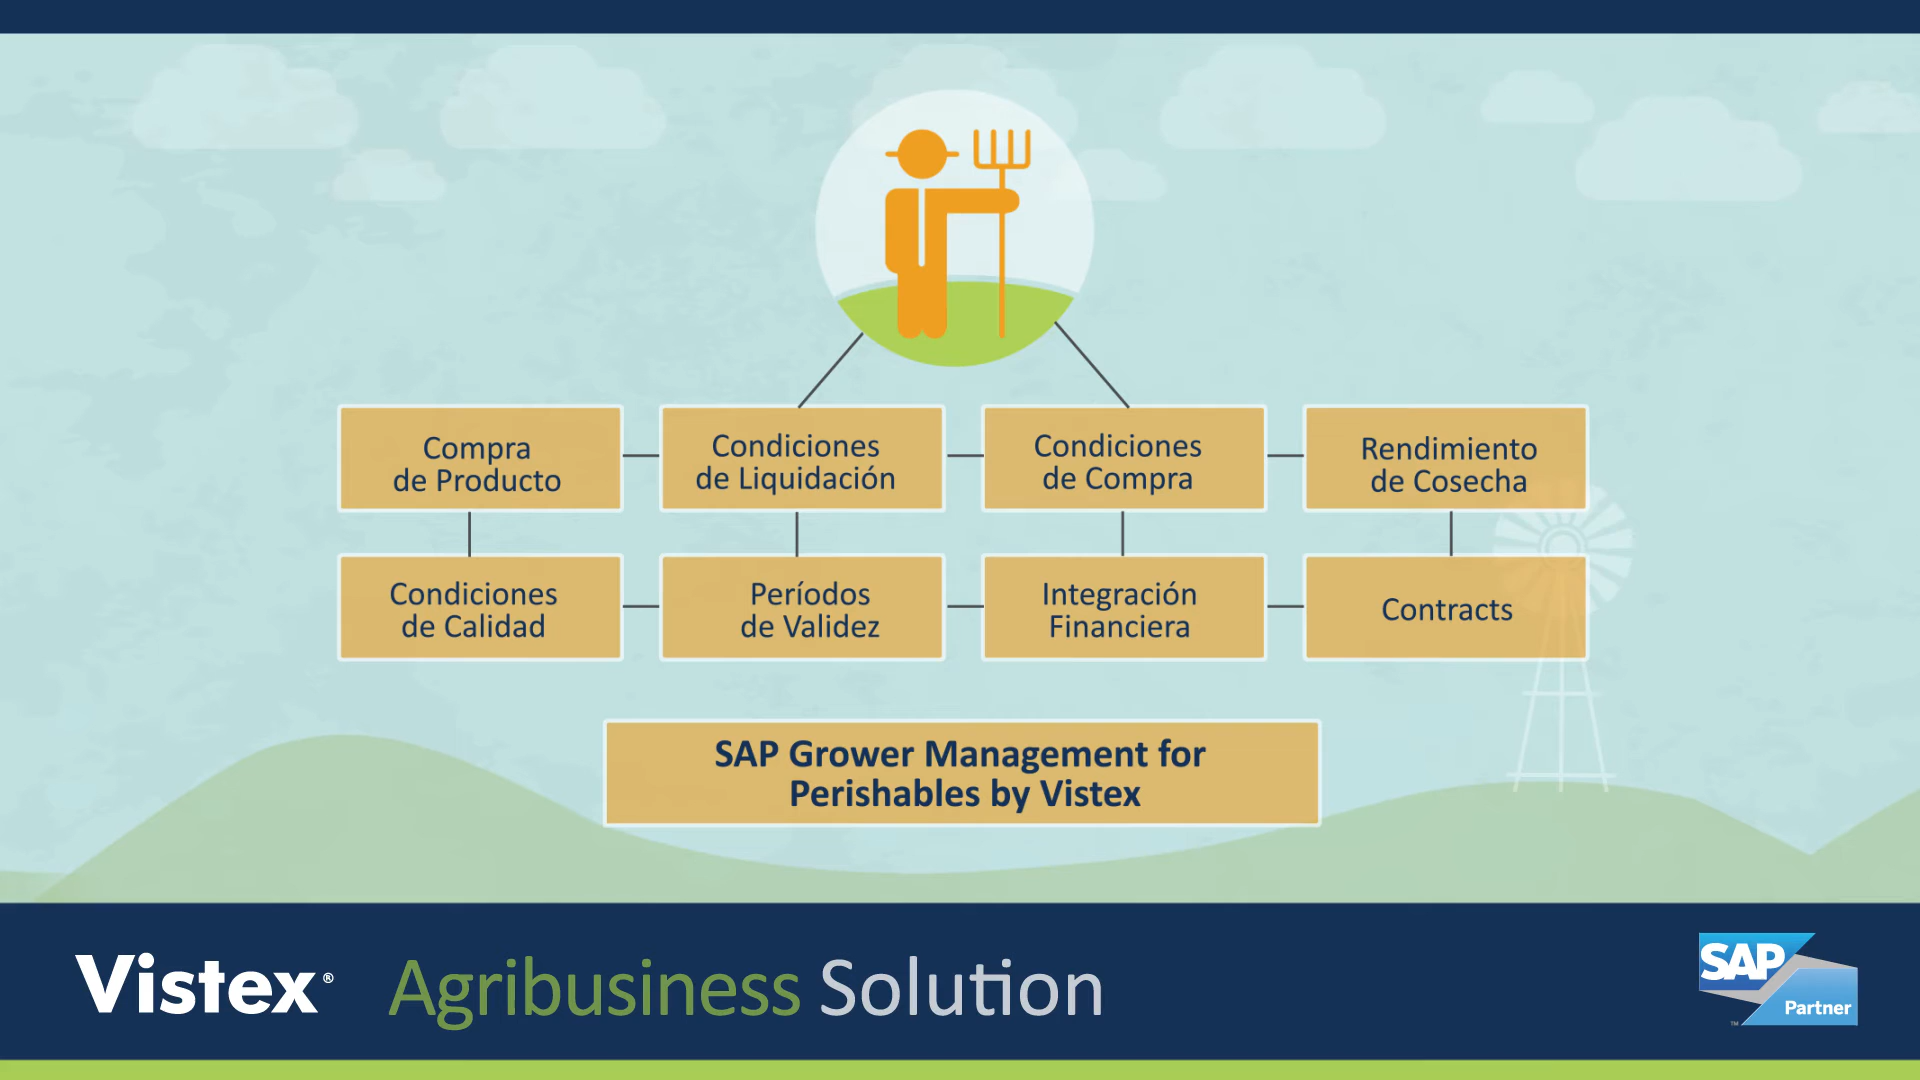 Compra
de Producto
Condiciones
de Liquidación
Condiciones
de Compra
Rendimiento
de Cosecha
Condiciones
de Calidad
Períodos
de Validez
Integración
Financiera
Contracts
SAP Grower Management for
Perishables by Vistex
Vistex® Agribusiness Solution
SAP
Partner
™